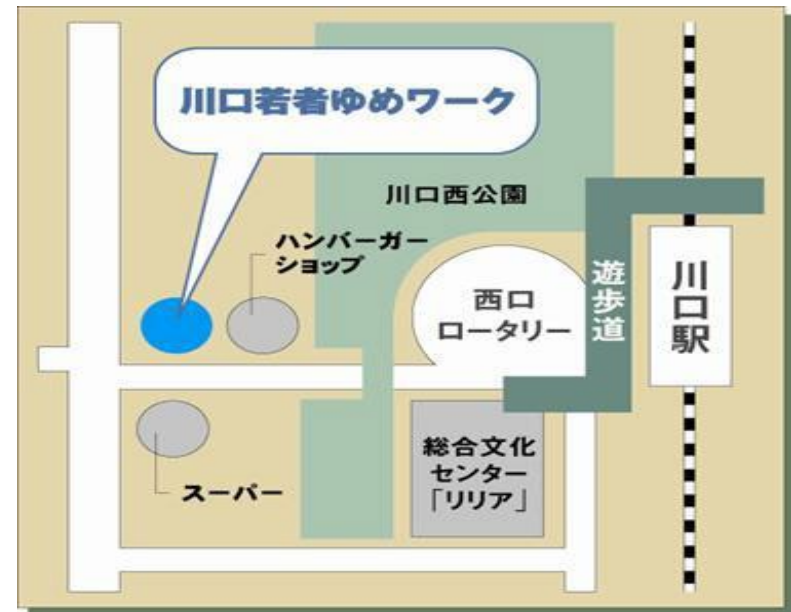 川口若者ゆめワーク
川口西公園
ハンバーガー
ショップ
西口
ロータリー
遊歩道
川口駅
総合文化
センター
「リリア」
スーパー